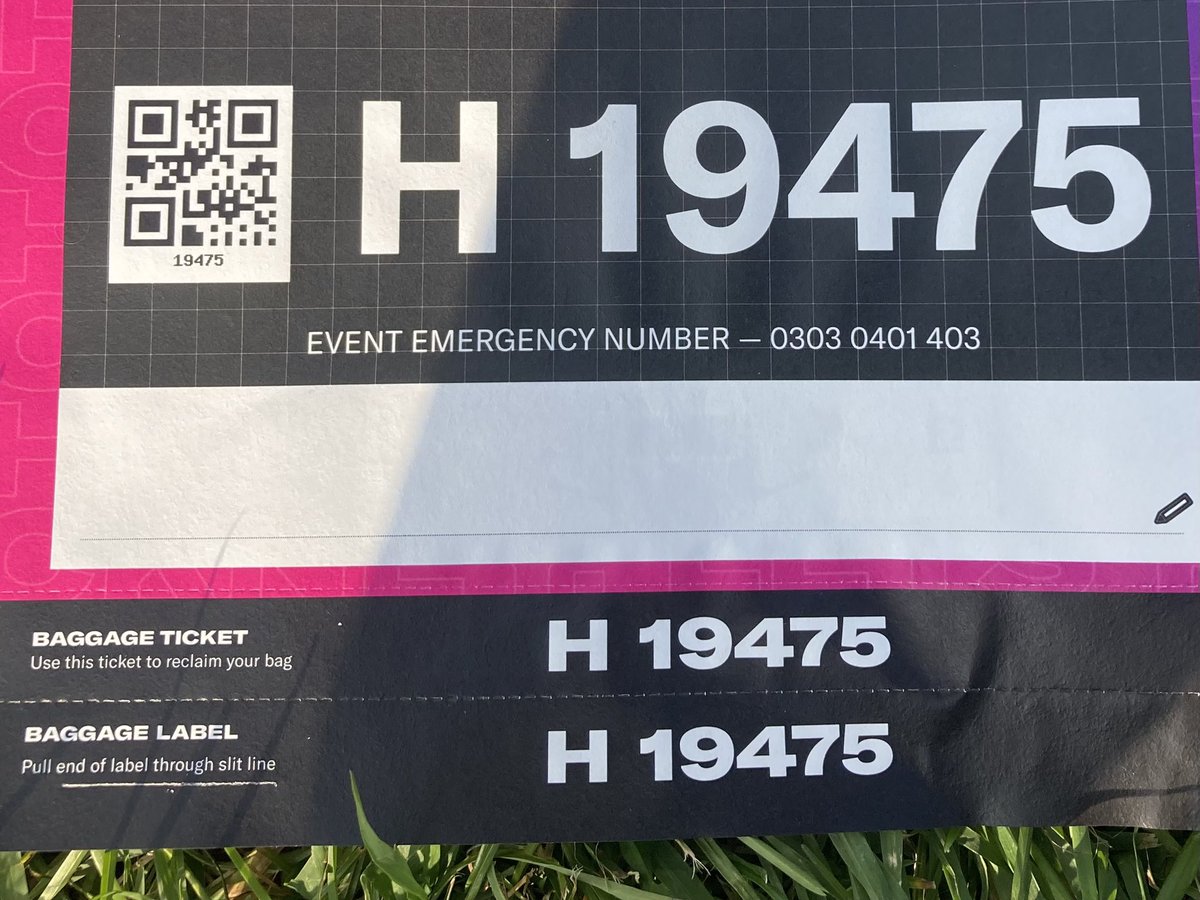 H 19475
19475
EVENT EMERGENCY NUMBER – 0303 0401 403
BAGGAGE TICKET
Use this ticket to reclaim your bag
H 19475
BAGGAGE LABEL
Pull end of label through slit line
H 19475